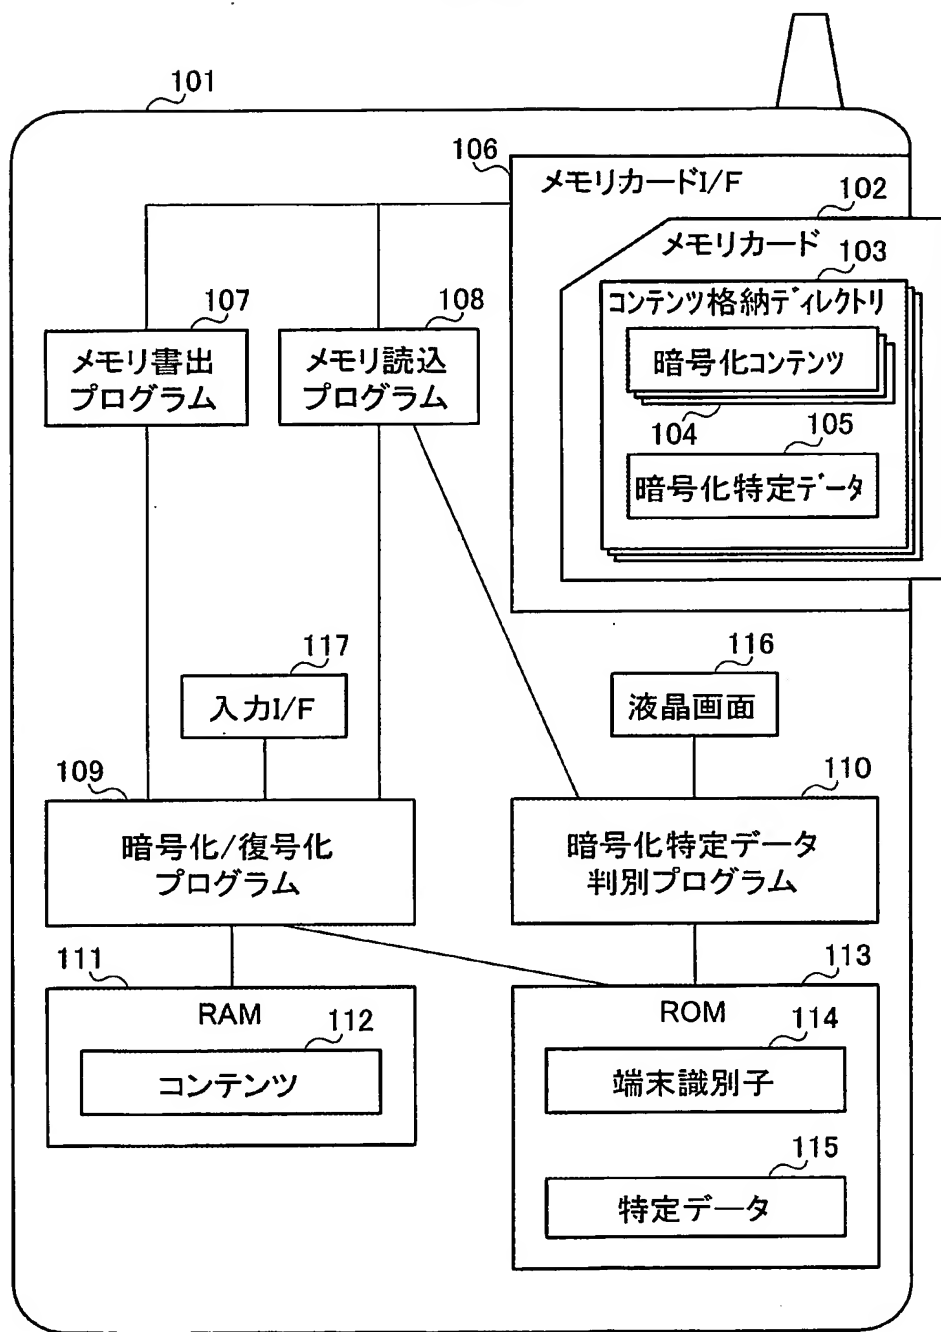 101
106
メモリカードI/F
102
メモリカード
103
コンテンツ格納ディレクトリ
暗号化コンテンツ
104
105
暗号化特定データ
107
メモリ書出
プログラム
108
メモリ読込
プログラム
117
入力I/F
116
液晶画面
109
暗号化/復号化
プログラム
110
暗号化特定データ
判別プログラム
111
RAM
112
コンテンツ
113
ROM
114
端末識別子
115
特定データ